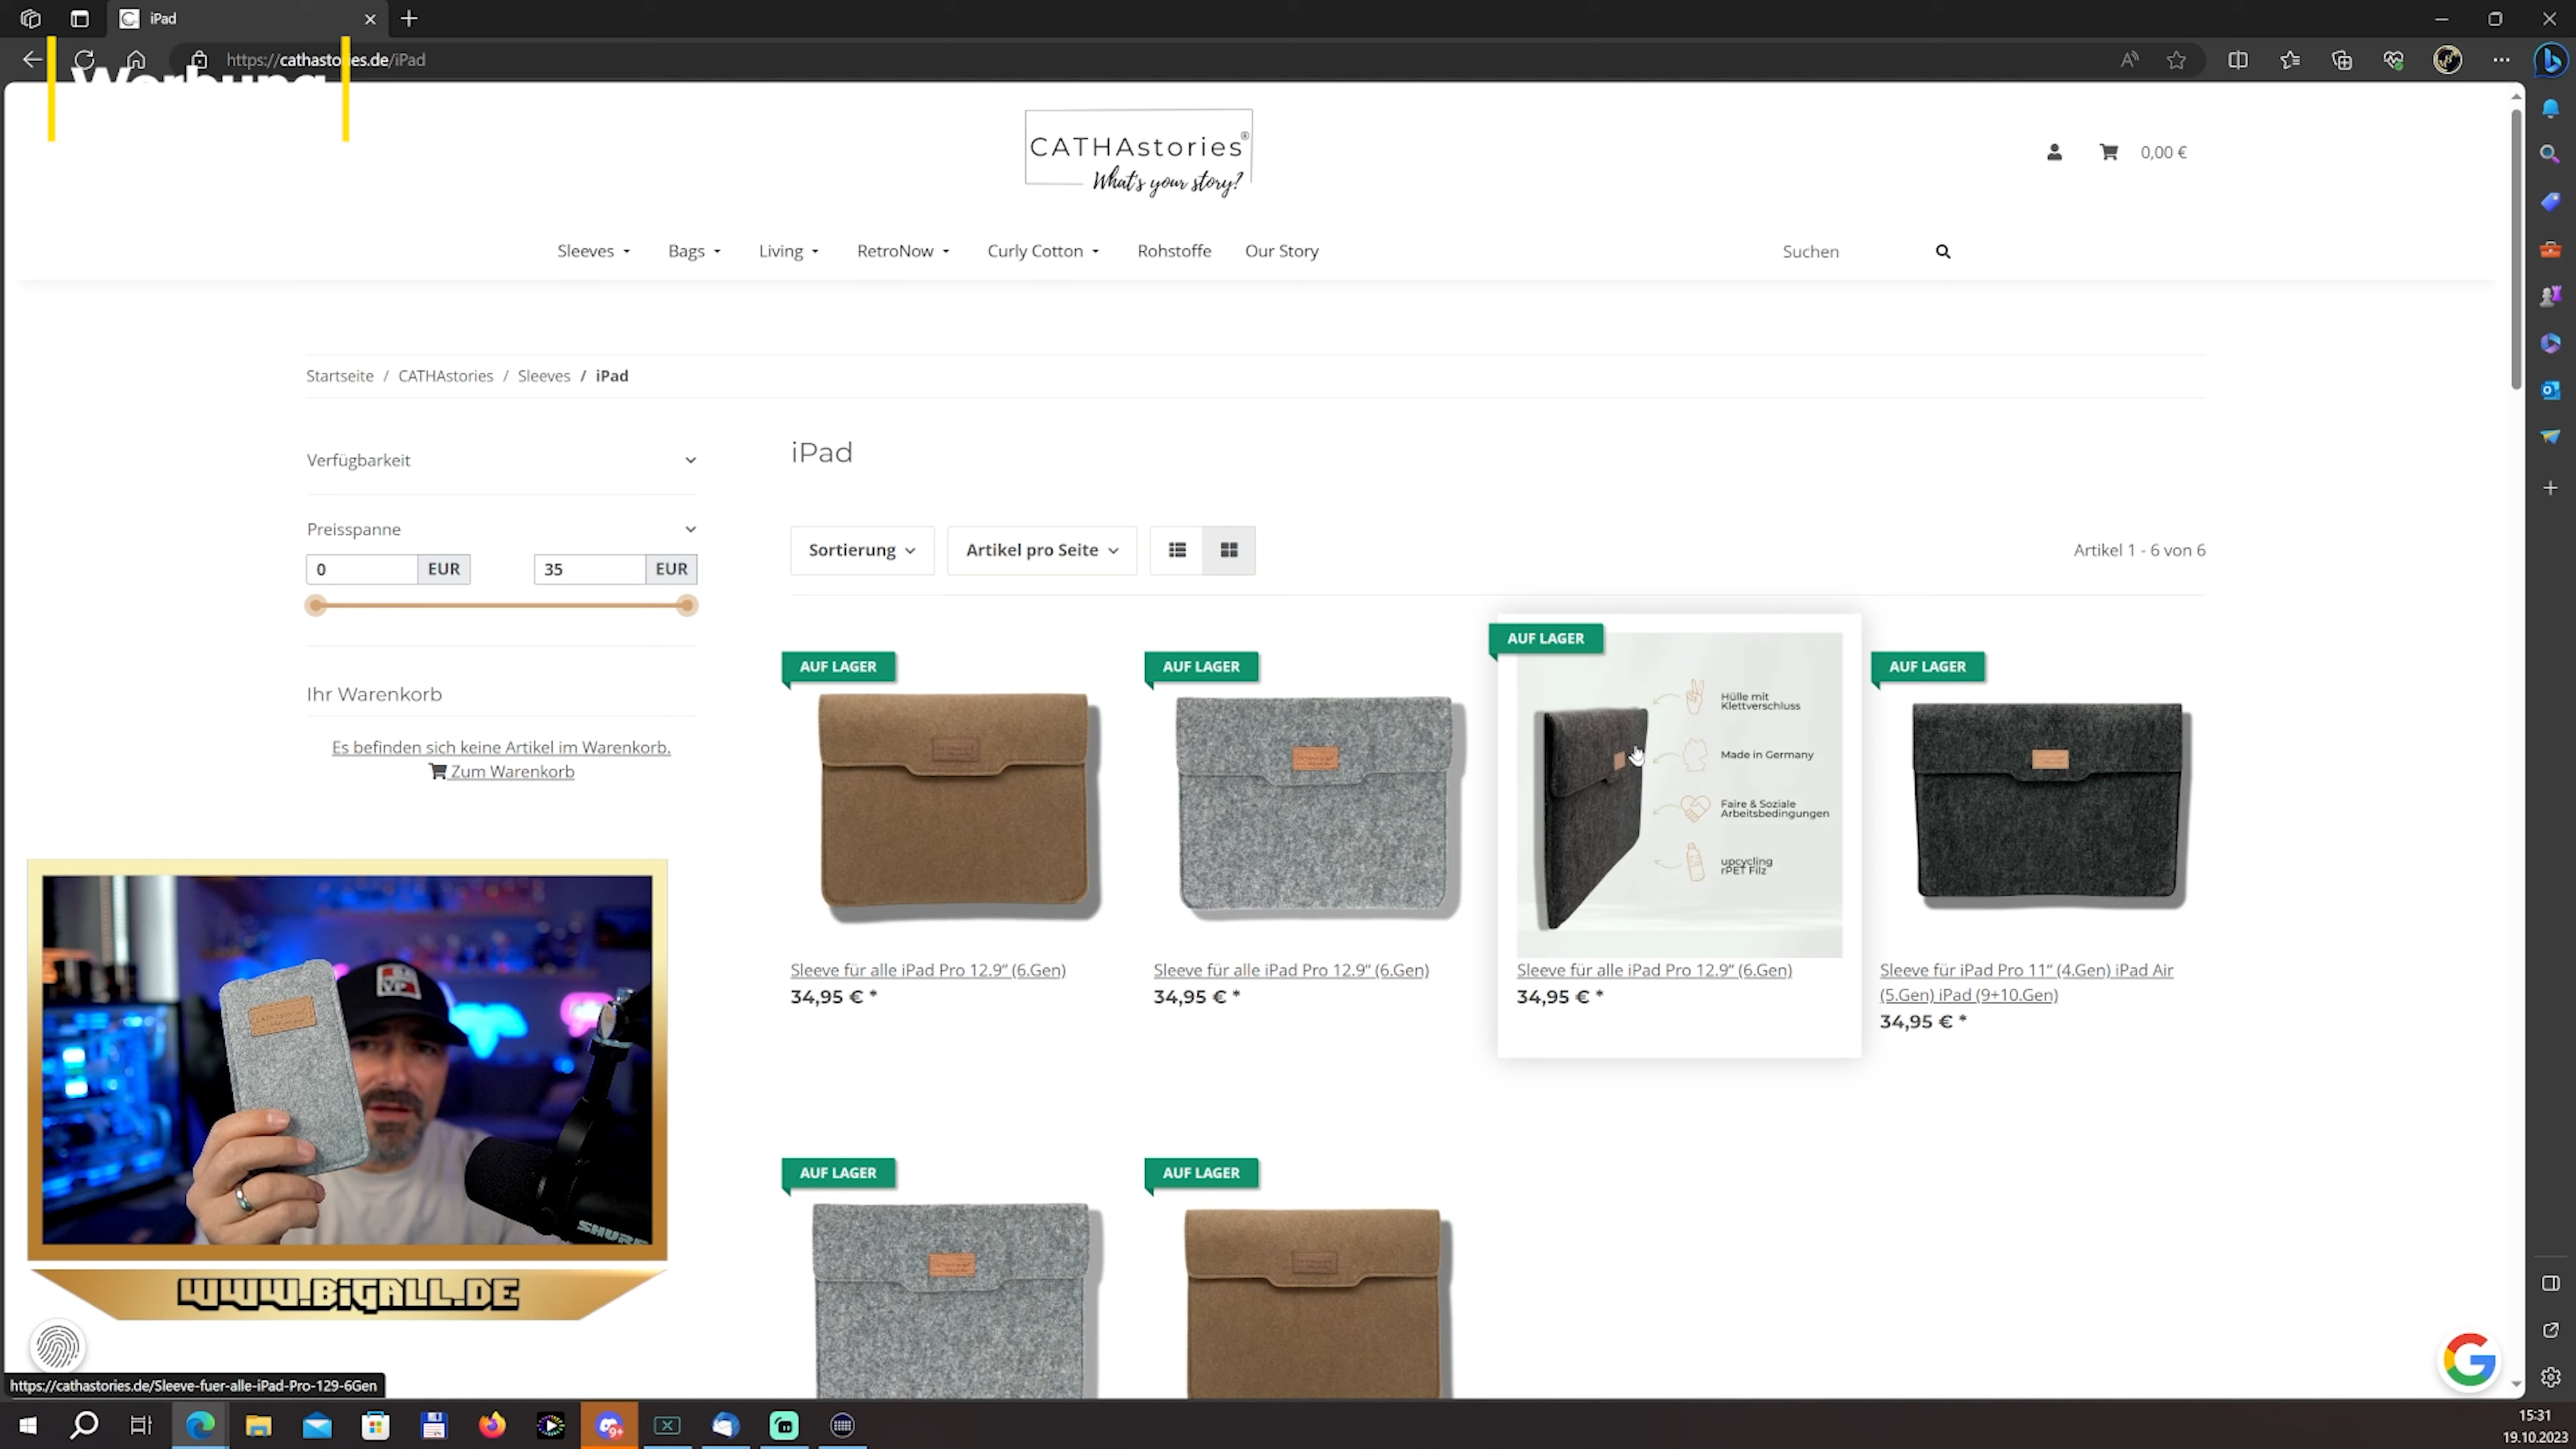 iPad
https://cathastories.de/iPad
Werbung
CATHAstories®
What's your story?
0,00 €
Sleeves
Bags
Living
RetroNow
Curly Cotton
Rohstoffe
Our Story
Suchen
Startseite / CATHAstories / Sleeves / iPad
Verfügbarkeit
Preisspanne
0 EUR
35 EUR
Ihr Warenkorb
Es befinden sich keine Artikel im Warenkorb.
Zum Warenkorb
iPad
Sortierung
Artikel pro Seite
Artikel 1 - 6 von 6
AUF LAGER
Sleeve für alle iPad Pro 12.9“ (6.Gen)
34,95 € *
AUF LAGER
Sleeve für alle iPad Pro 12.9“ (6.Gen)
34,95 € *
AUF LAGER
Hülle mit
Klettverschluss
Made in Germany
Faire & Soziale
Arbeitsbedingungen
upcycling
rPET Filz
Sleeve für alle iPad Pro 12.9“ (6.Gen)
34,95 € *
AUF LAGER
Sleeve für iPad Pro 11“ (4.Gen) iPad Air
(5.Gen) iPad (9+10.Gen)
34,95 € *
AUF LAGER
AUF LAGER
SHURE
WWW.BiGALL.DE
https://cathastories.de/Sleeve-fuer-alle-iPad-Pro-129-6Gen
9+
15:31
19.10.2023